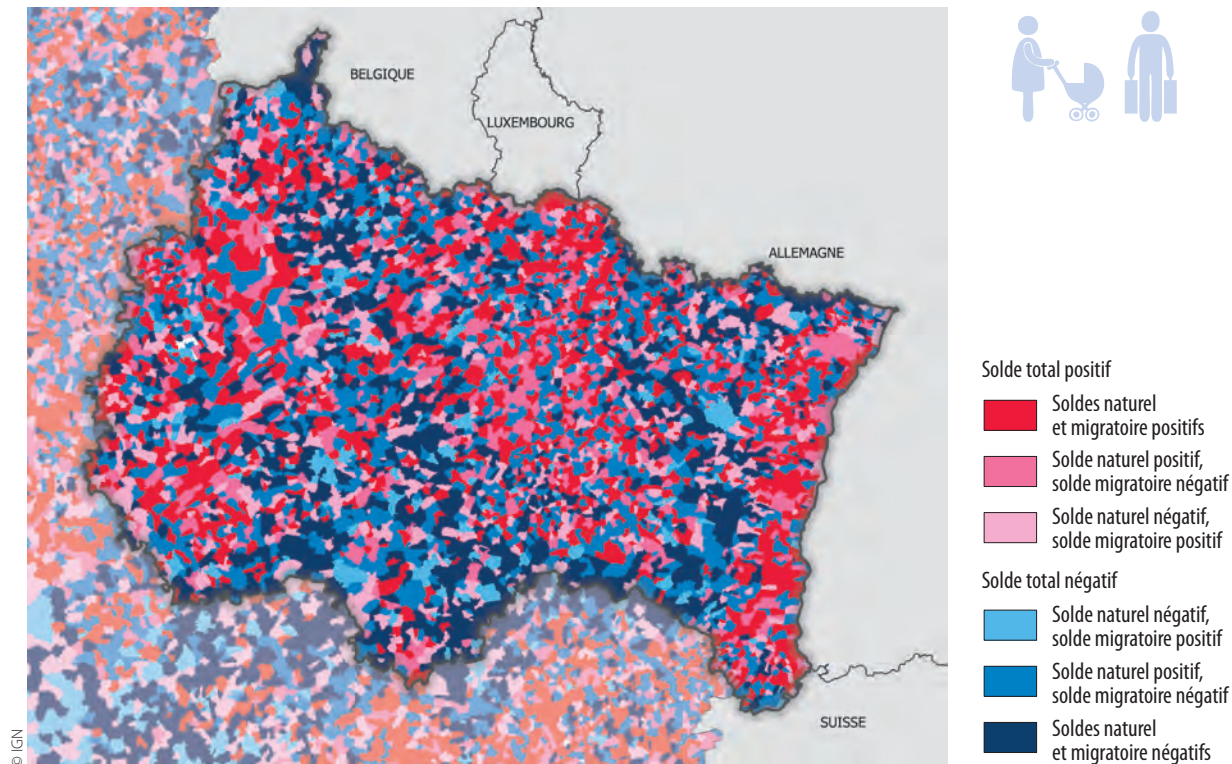 BELGIQUE
LUXEMBOURG
ALLEMAGNE
SUISSE
© IGN
Solde total positif
Soldes naturel
et migratoire positifs
Solde naturel positif,
solde migratoire négatif
Solde naturel négatif,
solde migratoire positif
Solde total négatif
Solde naturel négatif,
solde migratoire positif
Solde naturel positif,
solde migratoire négatif
Soldes naturel
et migratoire négatifs